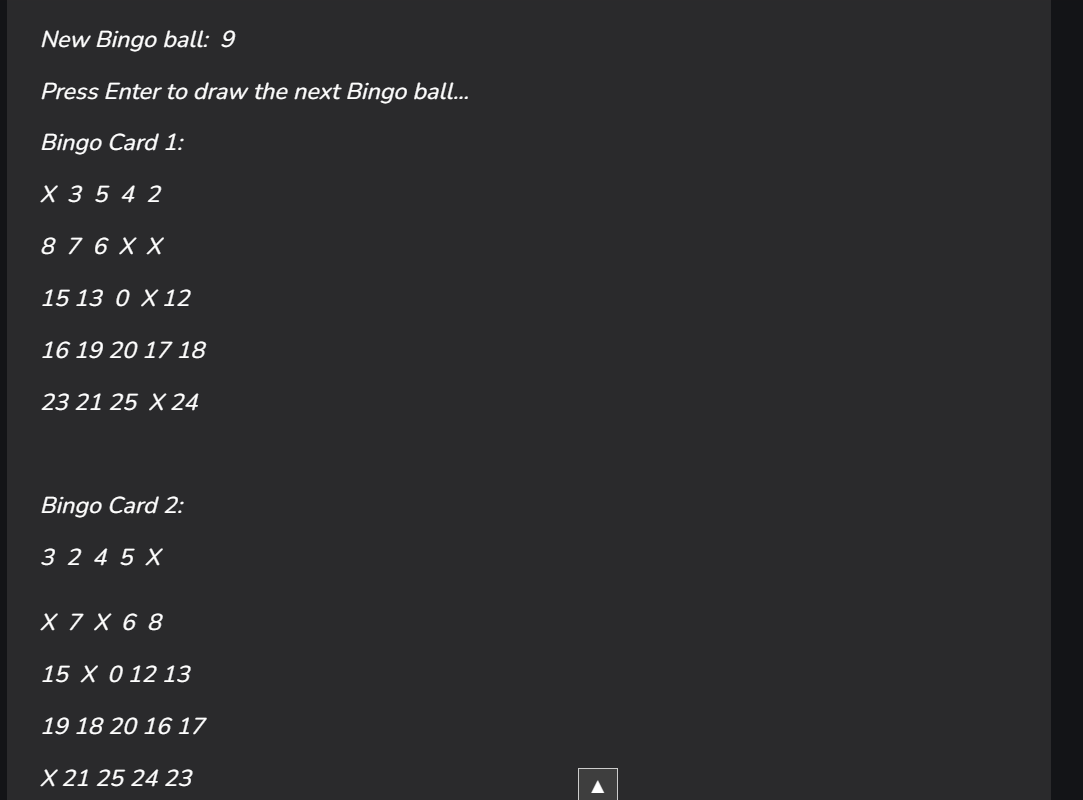 New Bingo ball:  9
Press Enter to draw the next Bingo ball...
Bingo Card 1:
X  3  5  4  2
8  7  6  X  X
15 13  0  X 12
16 19 20 17 18
23 21 25  X 24
Bingo Card 2:
3  2  4  5  X
X  7  X  6  8
15  X  0 12 13
19 18 20 16 17
X 21 25 24 23